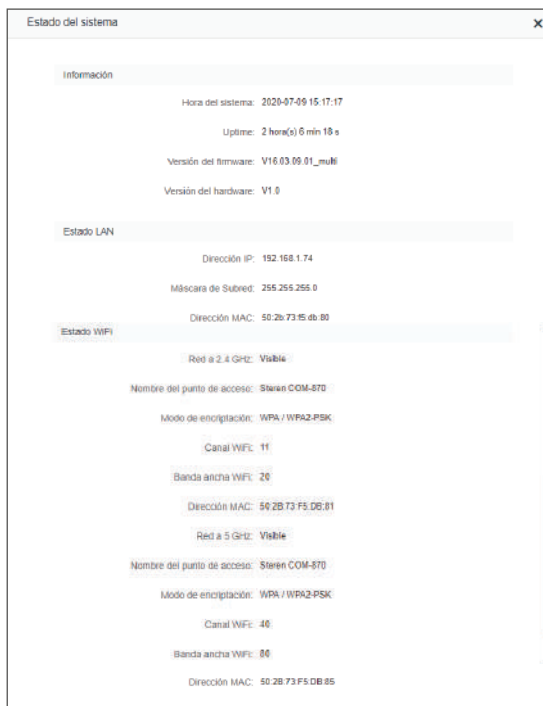 Estado del sistema
×
Información
Hora del sistema: 2020-07-09 15:17:17
Uptime: 2 hora(s) 6 min 18 s
Versión del firmware: V16.03.09.01_multi
Versión del hardware: V1.0
Estado LAN
Dirección IP: 192.168.1.74
Máscara de Subred: 255.255.255.0
Dirección MAC: 50:2b:73:f5:db:80
Estado WiFi
Red a 2.4 GHz: Visible
Nombre del punto de acceso: Steren COM-870
Modo de encriptación: WPA / WPA2-PSK
Canal WiFi: 11
Banda ancha WiFi: 20
Dirección MAC: 50:2B:73:F5:DB:81
Red a 5 GHz: Visible
Nombre del punto de acceso: Steren COM-870
Modo de encriptación: WPA / WPA2-PSK
Canal WiFi: 40
Banda ancha WiFi: 80
Dirección MAC: 50:2B:73:F5:DB:85